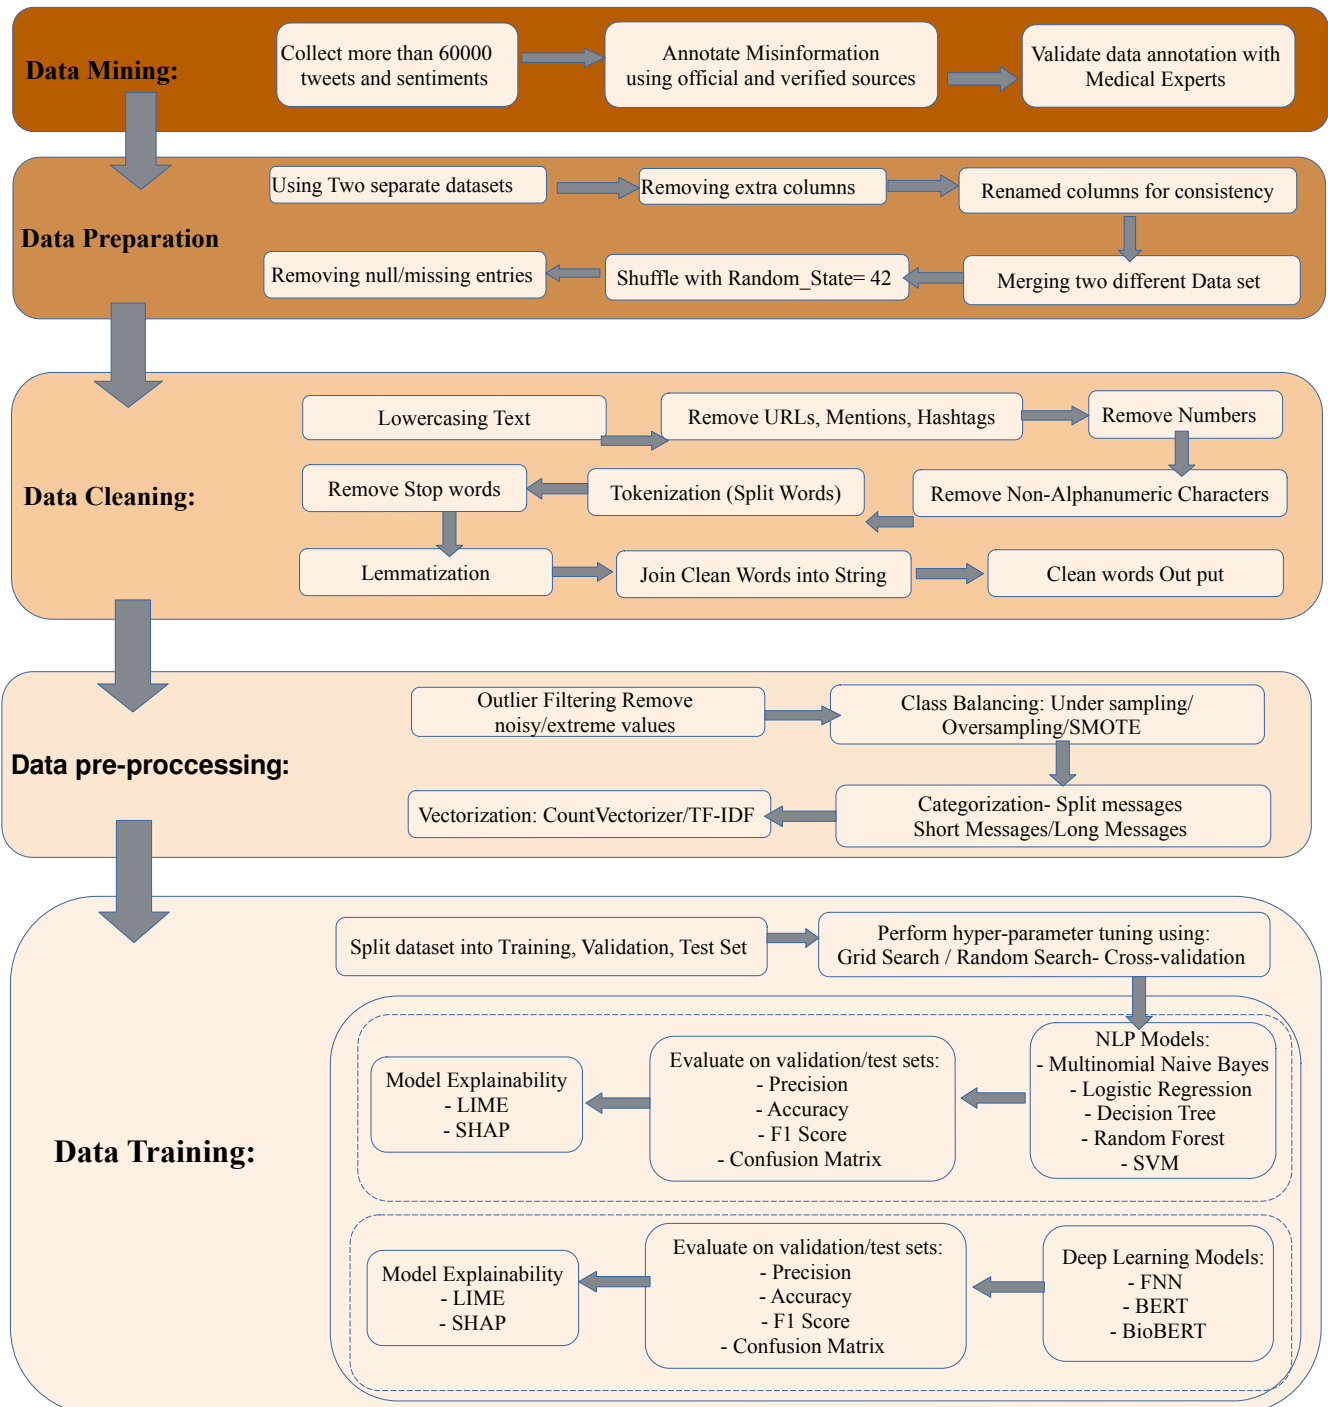 Data Mining:
Collect more than 60000
tweets and sentiments
Annotate Misinformation
using official and verified sources
Validate data annotation with
Medical Experts
Data Preparation
Using Two separate datasets
Removing extra columns
Renamed columns for consistency
Merging two different Data set
Shuffle with Random_State= 42
Removing null/missing entries
Data Cleaning:
Lowercasing Text
Remove URLs, Mentions, Hashtags
Remove Numbers
Remove Non-Alphanumeric Characters
Tokenization (Split Words)
Remove Stop words
Lemmatization
Join Clean Words into String
Clean words Out put
Data pre-proccessing:
Outlier Filtering Remove
noisy/extreme values
Class Balancing: Under sampling/
Oversampling/SMOTE
Categorization- Split messages
Short Messages/Long Messages
Vectorization: CountVectorizer/TF-IDF
Data Training:
Split dataset into Training, Validation, Test Set
Perform hyper-parameter tuning using:
Grid Search / Random Search- Cross-validation
NLP Models:
- Multinomial Naive Bayes
- Logistic Regression
- Decision Tree
- Random Forest
- SVM
Evaluate on validation/test sets:
- Precision
- Accuracy
- F1 Score
- Confusion Matrix
Model Explainability
- LIME
- SHAP
Deep Learning Models:
- FNN
- BERT
- BioBERT
Evaluate on validation/test sets:
- Precision
- Accuracy
- F1 Score
- Confusion Matrix
Model Explainability
- LIME
- SHAP